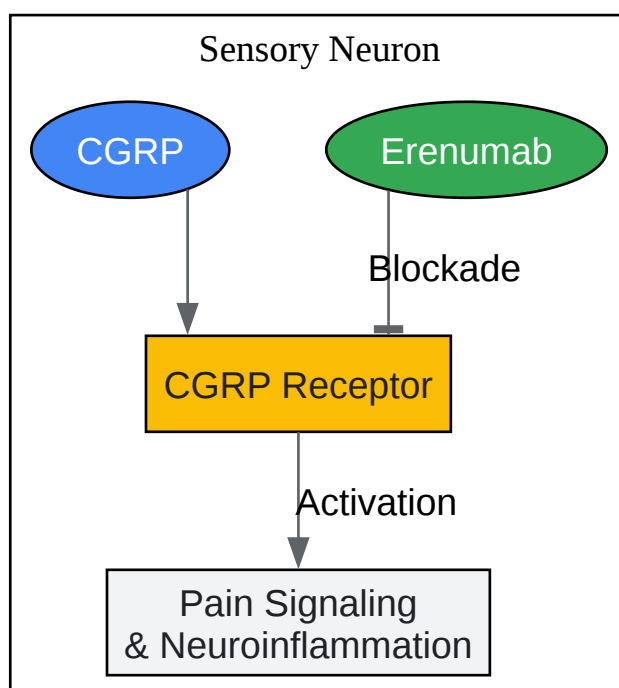 Sensory Neuron
CGRP
Erenumab
Blockade
CGRP Receptor
Activation
Pain Signaling
& Neuroinflammation